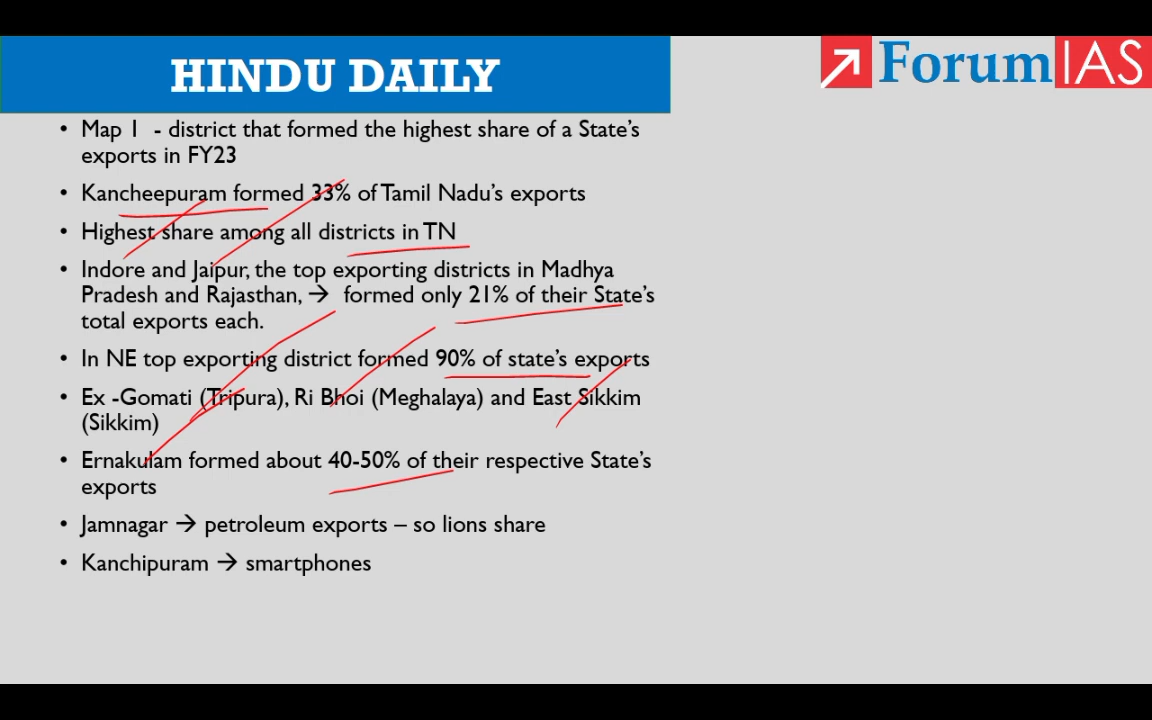 HINDU DAILY
ForumIAS
• Map 1 - district that formed the highest share of a State's
exports in FY23
• Kancheepuram formed 33% of Tamil Nadu's exports
• Highest share among all districts in TN
• Indore and Jaipur, the top exporting districts in Madhya
Pradesh and Rajasthan, → formed only 21% of their State's
total exports each.
• In NE top exporting district formed 90% of state's exports
• Ex -Gomati (Tripura), Ri Bhoi (Meghalaya) and East Sikkim
(Sikkim)
• Ernakulam formed about 40-50% of their respective State's
exports
• Jamnagar → petroleum exports – so lions share
• Kanchipuram → smartphones